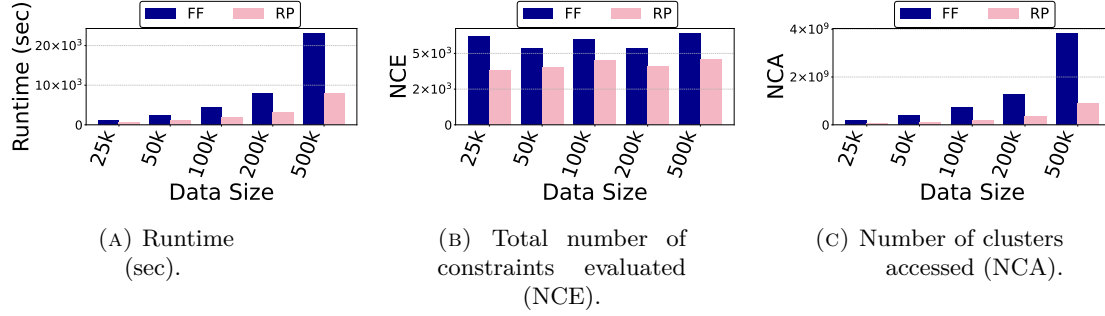 FF RP
Runtime (sec)
20×10³
10×10³
0
25k 50k 100k 200k 500k
Data Size
(A) Runtime
(sec).
FF RP
NCE
5×10³
2×10³
0
25k 50k 100k 200k 500k
Data Size
(B) Total number of
constraints evaluated
(NCE).
FF RP
NCA
4×10⁹
2×10⁹
0
25k 50k 100k 200k 500k
Data Size
(C) Number of clusters
accessed (NCA).